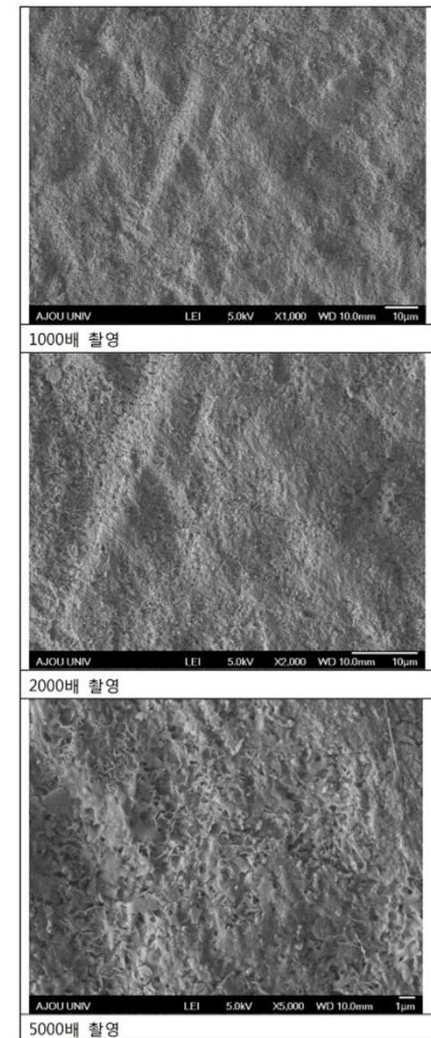 AJOU UNIV LEI 5.0kV X1,000 WD 10.0mm 10μm
1000배 촬영
AJOU UNIV LEI 5.0kV X2,000 WD 10.0mm 10μm
2000배 촬영
AJOU UNIV LEI 5.0kV X5,000 WD 10.0mm 1μm
5000배 촬영